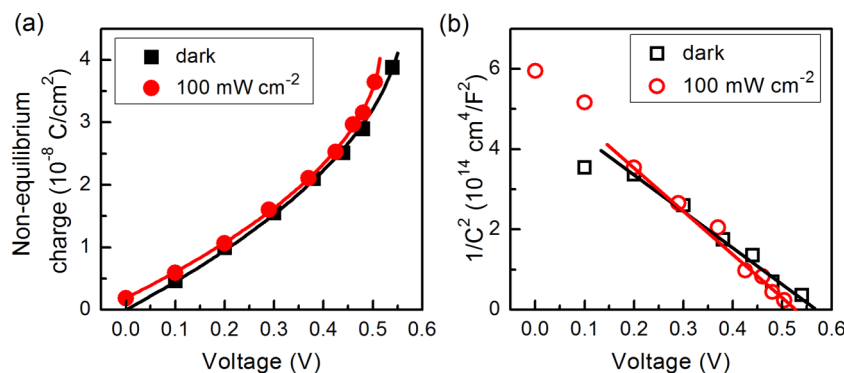 (a)
dark
100 mW cm-2
Non-equilibrium
charge (10-8 C/cm2)
4
3
2
1
0
0.0 0.1 0.2 0.3 0.4 0.5 0.6
Voltage (V)
(b)
dark
100 mW cm-2
1/C2 (1014 cm4/F2)
6
4
2
0
0.0 0.1 0.2 0.3 0.4 0.5 0.6
Voltage (V)